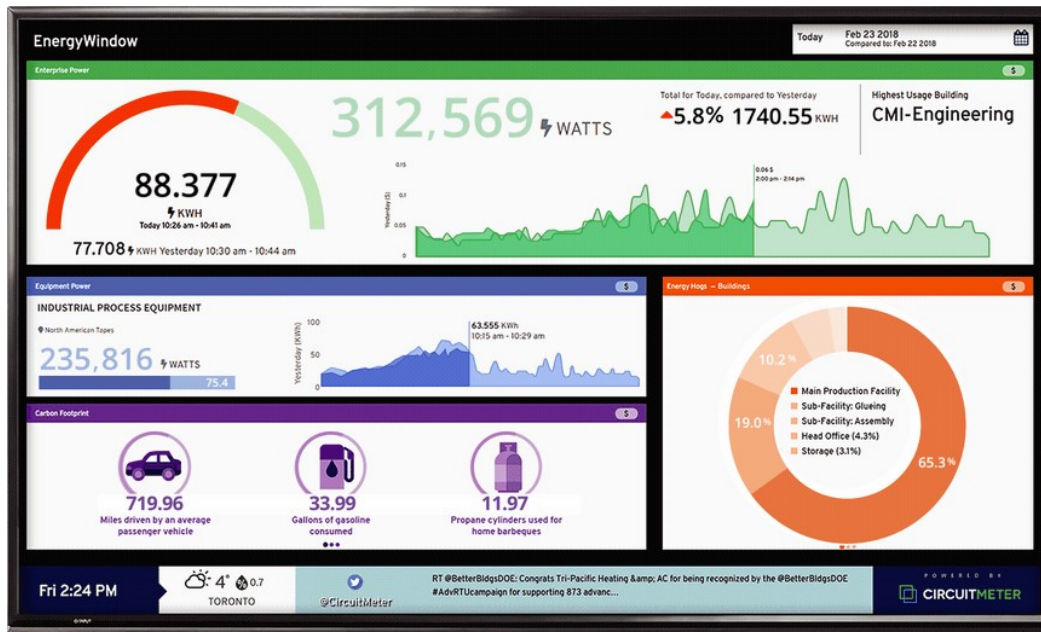 EnergyWindow
Today
Feb 23 2018
Compared to: Feb 22 2018
Enterprise Power
$
88.377
KWH
Today 10:26 am - 10:41 am
77.708 KWH Yesterday 10:30 am - 10:44 am
312,569 WATTS
Total for Today, compared to Yesterday
5.8% 1740.55 KWH
Highest Usage Building
CMI-Engineering
Yesterday ($)
0.15
0.1
0.05
0
0.06 $
2:00 pm - 2:14 pm
Equipment Power
$
INDUSTRIAL PROCESS EQUIPMENT
North American Tapes
235,816 WATTS
75.4
Yesterday (KWh)
100
50
0
63.555 KWh
10:15 am - 10:29 am
Energy Hogs - Buildings
$
10.2%
19.0%
65.3%
Main Production Facility
Sub-Facility: Glueing
Sub-Facility: Assembly
Head Office (4.3%)
Storage (3.1%)
Carbon Footprint
$
719.96
Miles driven by an average
passenger vehicle
33.99
Gallons of gasoline
consumed
11.97
Propane cylinders used for
home barbeques
Fri 2:24 PM
4° 0.7
TORONTO
@CircuitMeter
RT @BetterBldgsDOE: Congrats Tri-Pacific Heating &amp; AC for being recognized by the @BetterBldgsDOE
#AdvRTUcampaign for supporting 873 advanc...
POWERED BY
CIRCUITMETER
INPUT